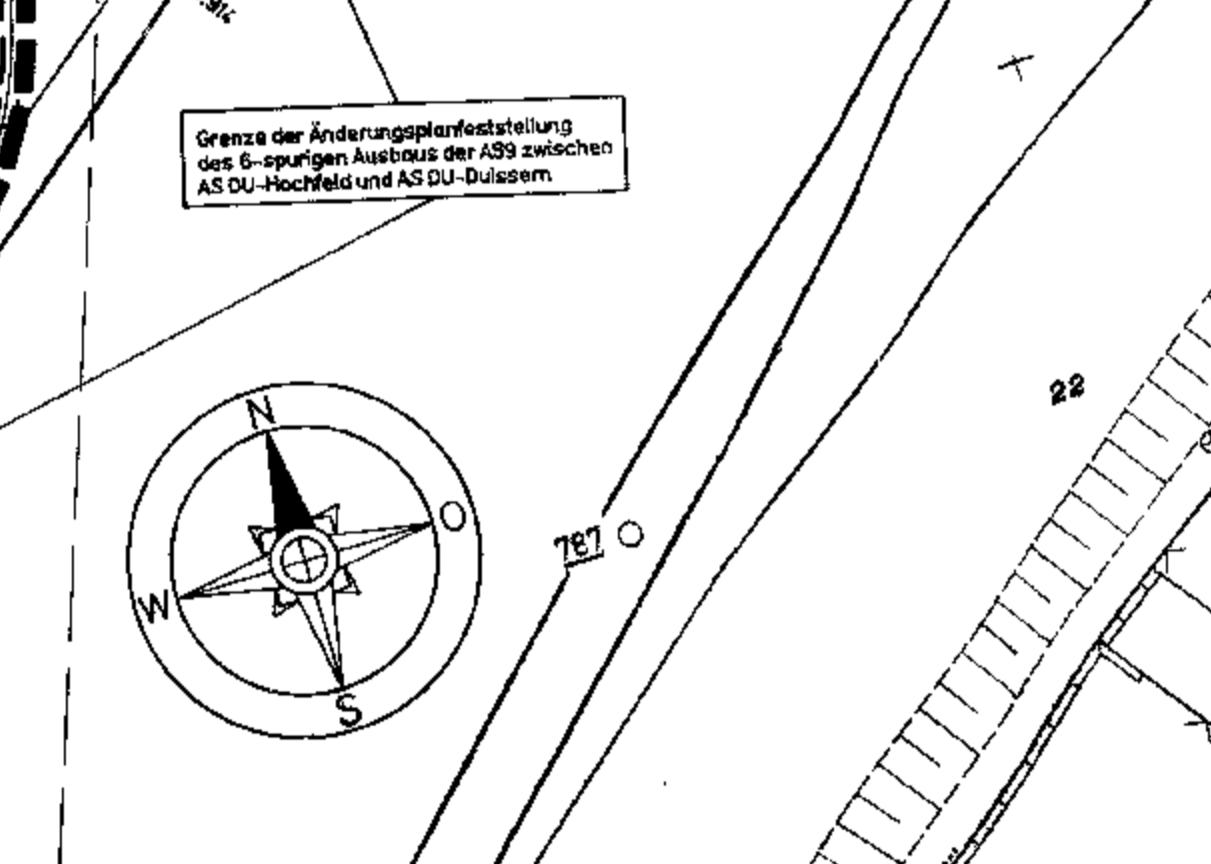 .914
Grenze der Änderungsplanfeststellung
des 6-spurigen Ausbaus der A59 zwischen
AS DU-Hochfeld und AS DU-Duissern
22
N
O
787
W
S